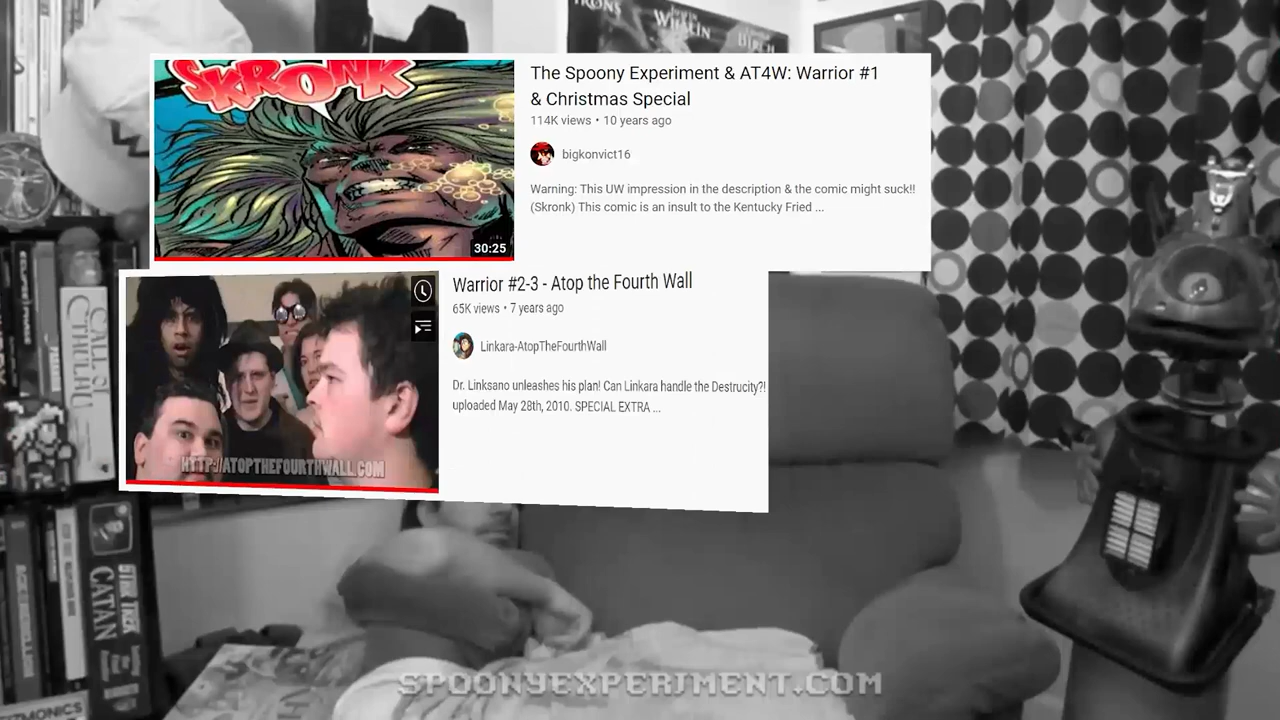 IRONS
WILSON
BIRCH
SKRONK
The Spoony Experiment & AT4W: Warrior #1
& Christmas Special
114K views • 10 years ago
bigkonvict16
Warning: This UW impression in the description & the comic might suck!!
(Skronk) This comic is an insult to the Kentucky Fried ...
30:25
Warrior #2-3 - Atop the Fourth Wall
65K views • 7 years ago
Linkara-AtopTheFourthWall
Dr. Linksano unleashes his plan! Can Linkara handle the Destrucity?!
uploaded May 28th, 2010. SPECIAL EXTRA ...
HTTP://ATOPTHEFOURTHWALL.COM
CALL OF
CTHULHU
STAR TREK
CATAN
SPOONYEXPERIMENT.COM